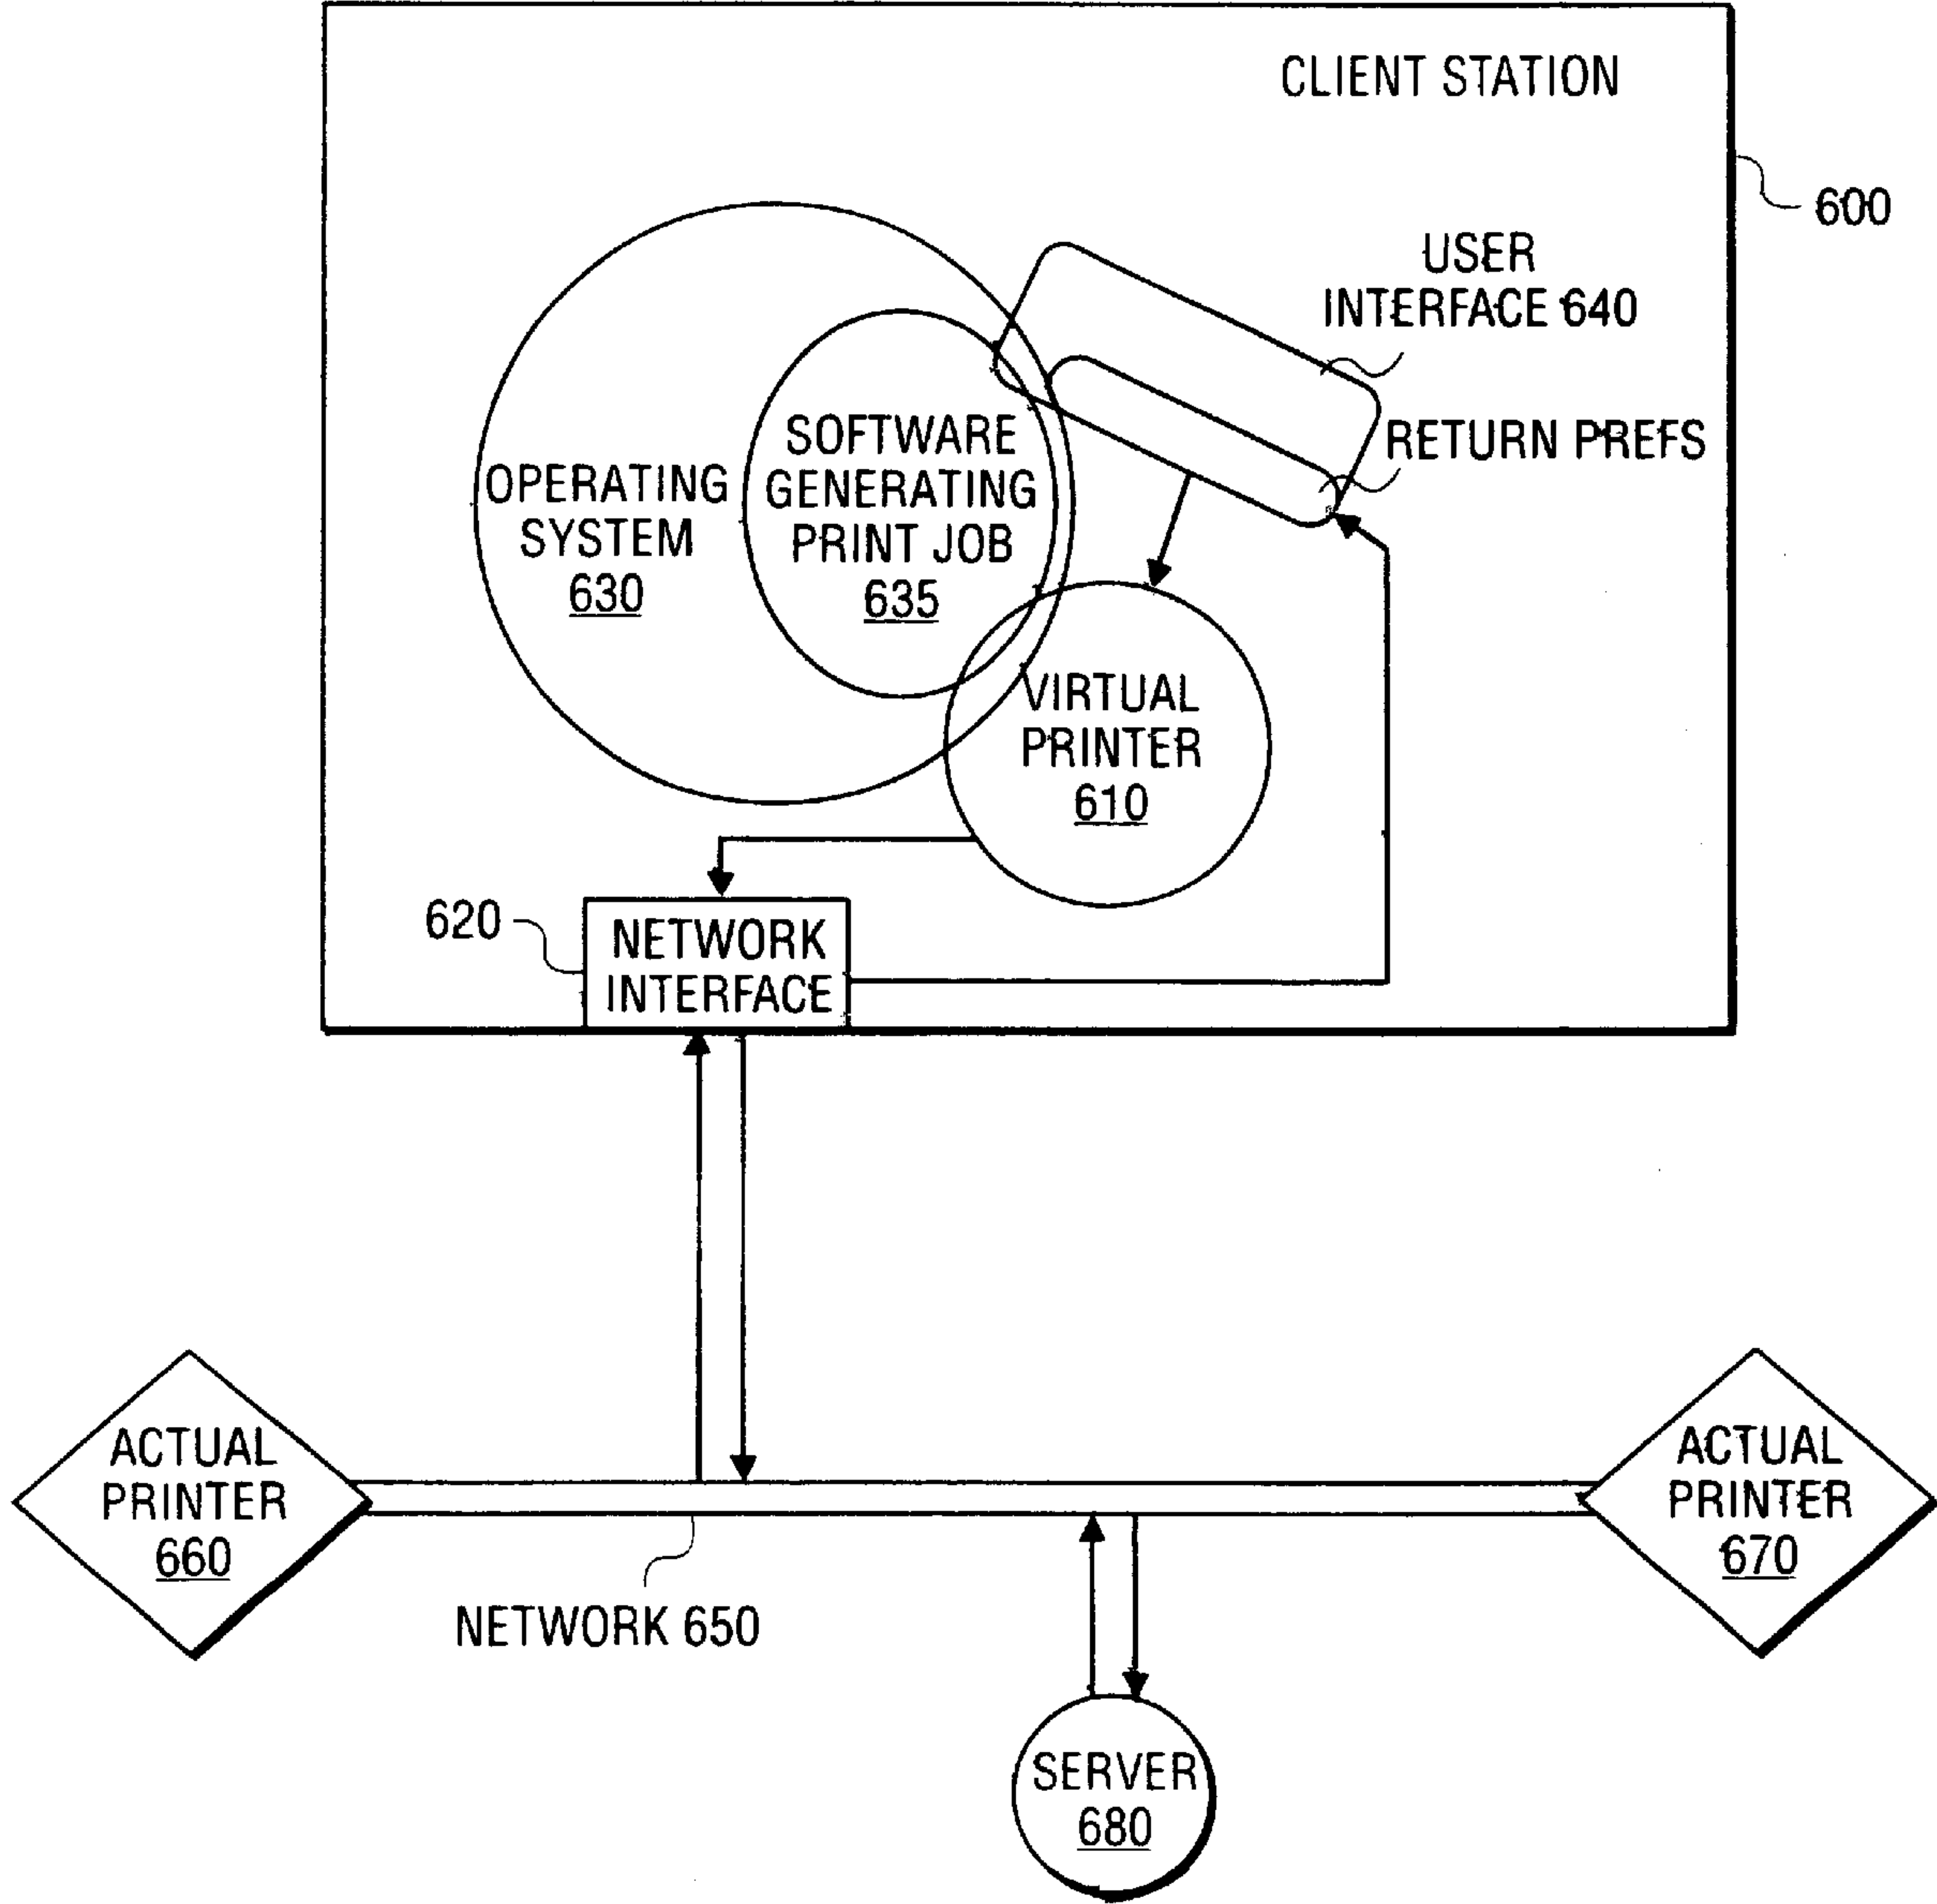 CLIENT STATION
600
USER
INTERFACE 640
RETURN PREFS
SOFTWARE
GENERATING
PRINT JOB
635
OPERATING
SYSTEM
630
VIRTUAL
PRINTER
610
620
NETWORK
INTERFACE
ACTUAL
PRINTER
660
ACTUAL
PRINTER
670
NETWORK 650
SERVER
680